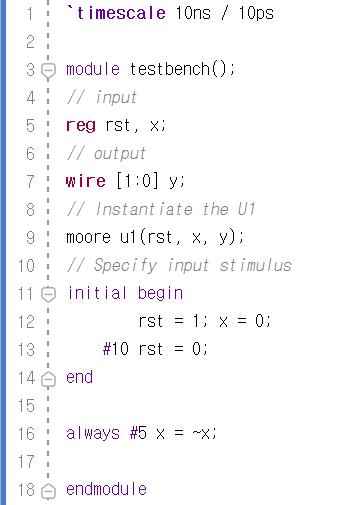 1 `timescale 10ns / 10ps
2
3 module testbench();
4 // input
5 reg rst, x;
6 // output
7 wire [1:0] y;
8 // Instantiate the U1
9 moore u1(rst, x, y);
10 // Specify input stimulus
11 initial begin
12 rst = 1; x = 0;
13 #10 rst = 0;
14 end
15
16 always #5 x = ~x;
17
18 endmodule